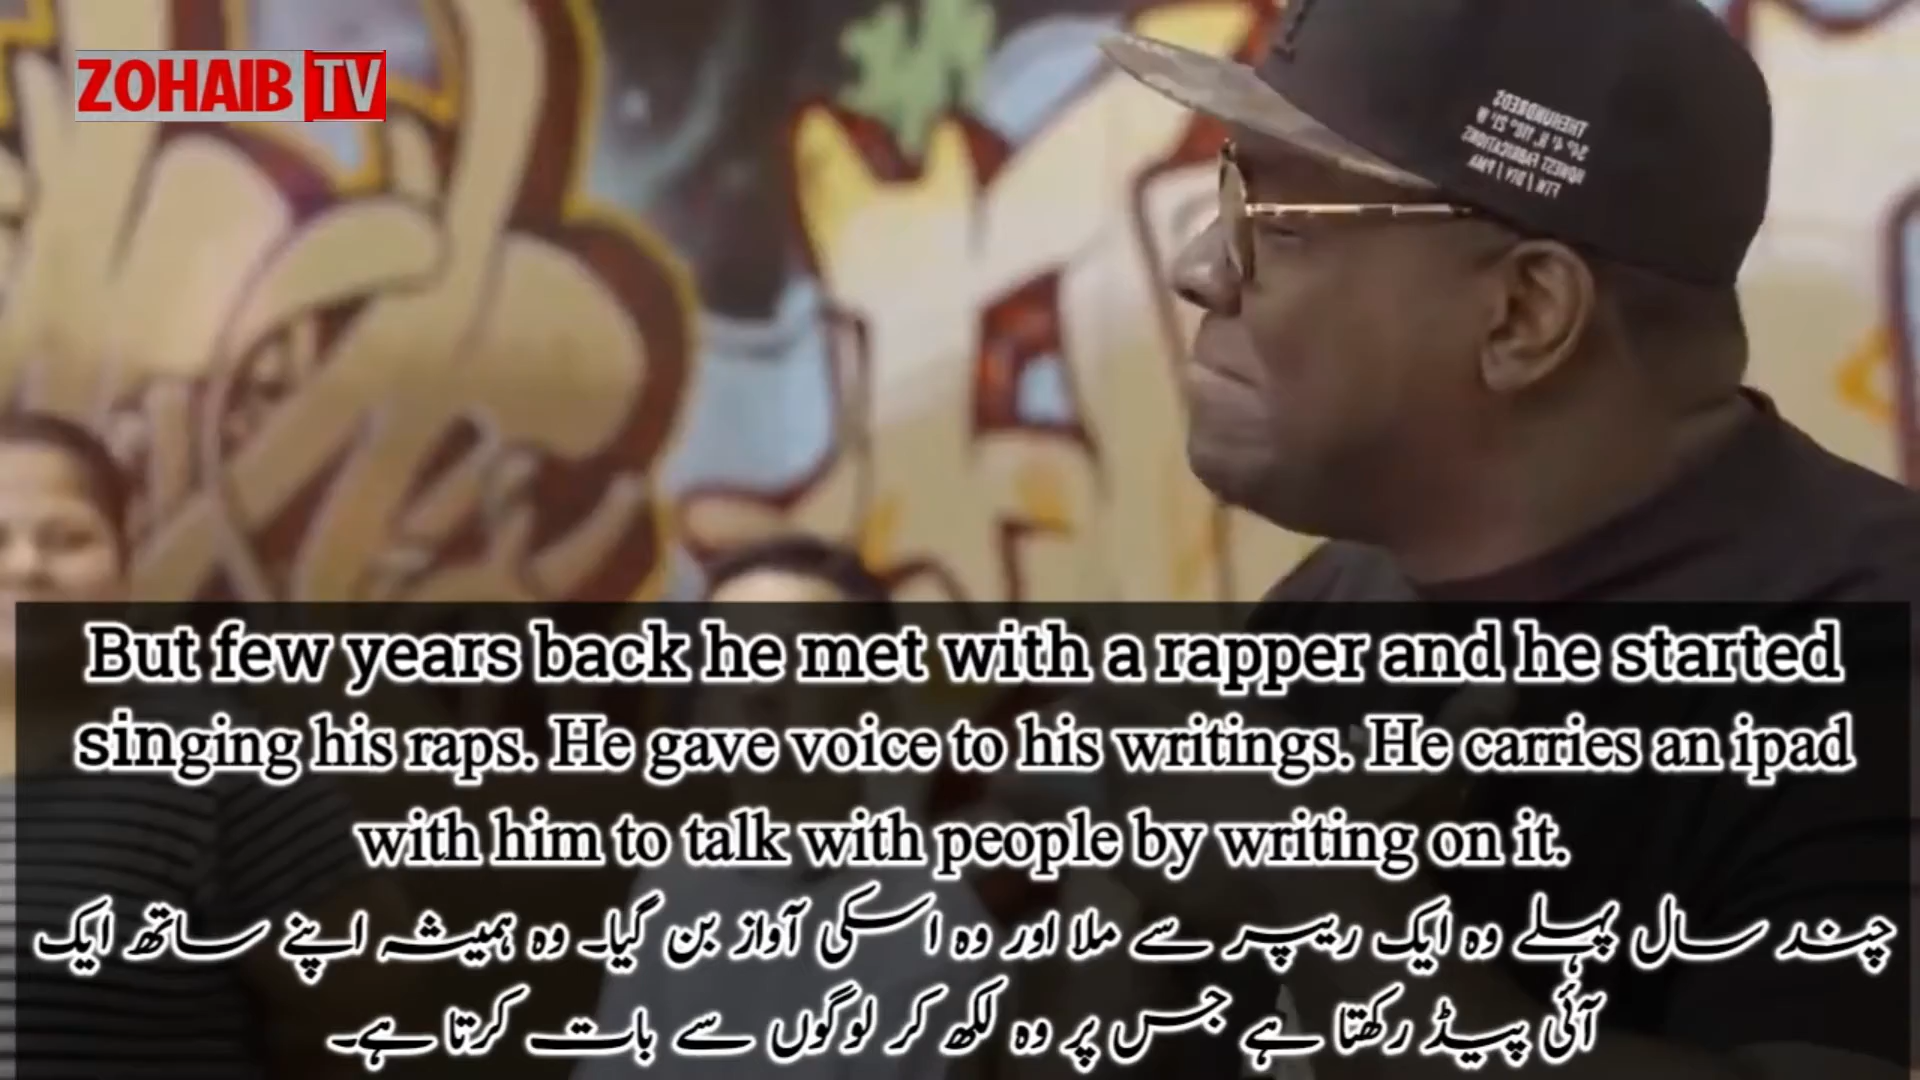 ZOHAIB TV
THEHUNDREDS
But few years back he met with a rapper and he started
singing his raps. He gave voice to his writings. He carries an ipad
with him to talk with people by writing on it.
چند سال پہلے وہ ایک ریپر سے ملا اور وہ اسکی آواز بن گیا۔ وہ ہمیشہ اپنے ساتھ ایک
آئی پیڈ رکھتا ہے جس پر وہ لکھ کر لوگوں سے بات کرتا ہے۔